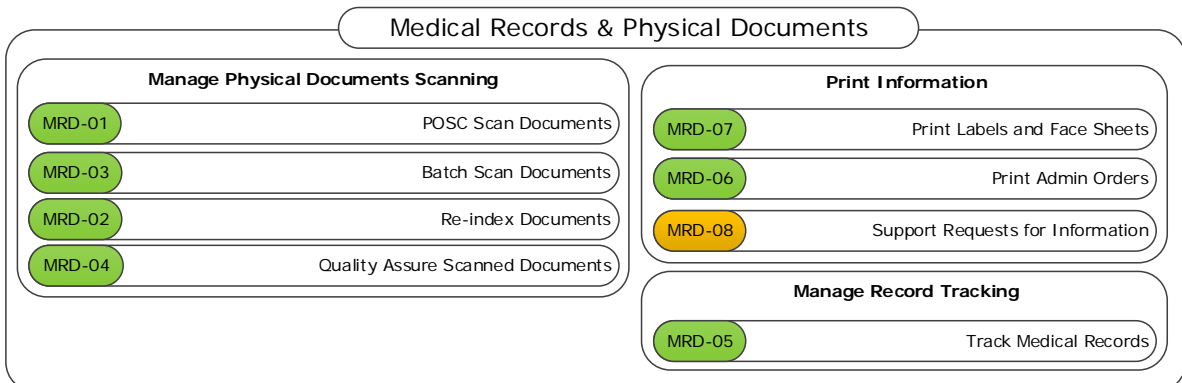 Medical Records & Physical Documents
Manage Physical Documents Scanning
MRD-01 POSC Scan Documents
MRD-03 Batch Scan Documents
MRD-02 Re-index Documents
MRD-04 Quality Assure Scanned Documents
Print Information
MRD-07 Print Labels and Face Sheets
MRD-06 Print Admin Orders
MRD-08 Support Requests for Information
Manage Record Tracking
MRD-05 Track Medical Records